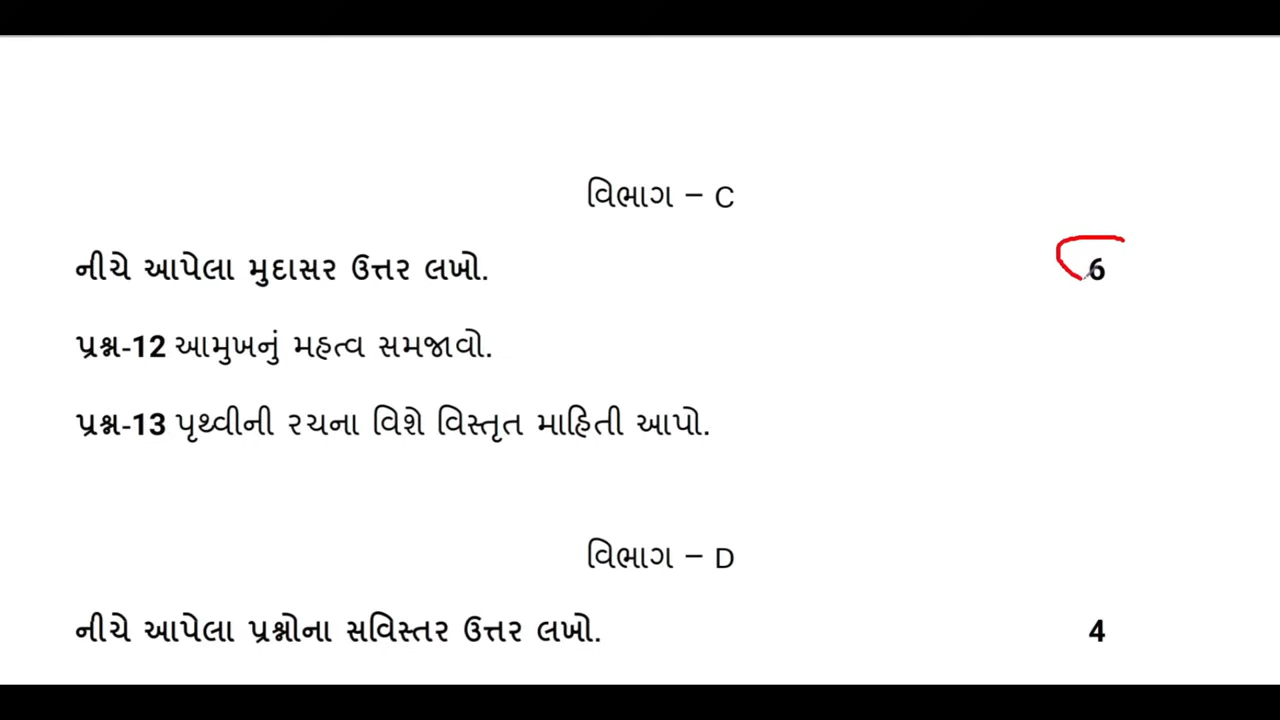 વિભાગ – C
નીચે આપેલા મુદાસર ઉત્તર લખો. 6
પ્રશ્ન-12 આમુખનું મહત્વ સમજાવો.
પ્રશ્ન-13 પૃથ્વીની રચના વિશે વિસ્તૃત માહિતી આપો.
વિભાગ – D
નીચે આપેલા પ્રશ્નોના સવિસ્તર ઉત્તર લખો. 4